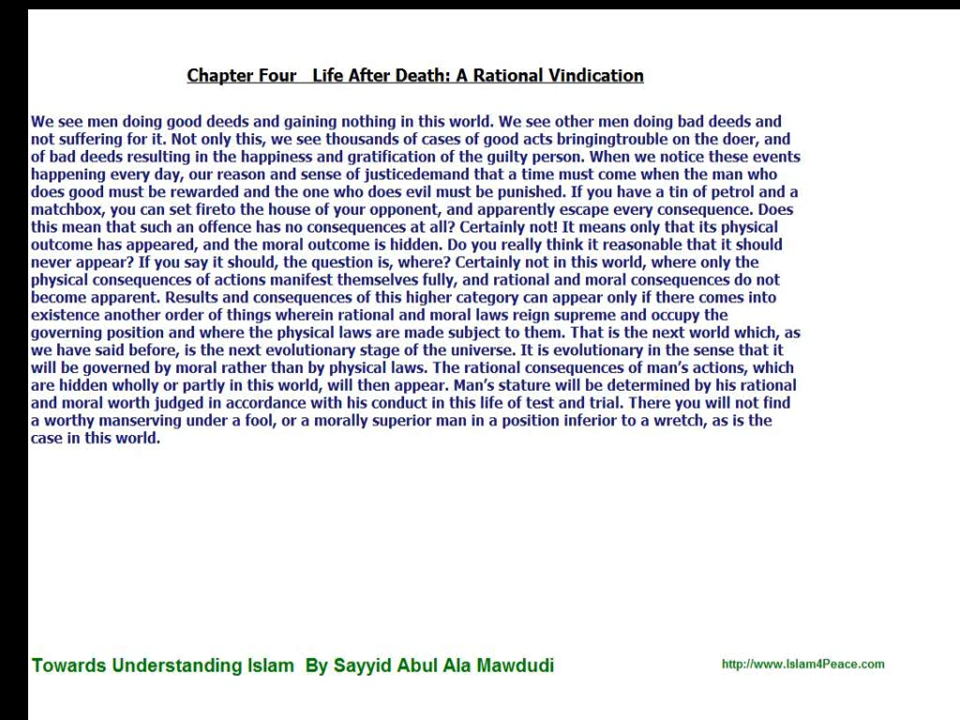 Chapter Four   Life After Death: A Rational Vindication
We see men doing good deeds and gaining nothing in this world. We see other men doing bad deeds and
not suffering for it. Not only this, we see thousands of cases of good acts bringingtrouble on the doer, and
of bad deeds resulting in the happiness and gratification of the guilty person. When we notice these events
happening every day, our reason and sense of justicedemand that a time must come when the man who
does good must be rewarded and the one who does evil must be punished. If you have a tin of petrol and a
matchbox, you can set fireto the house of your opponent, and apparently escape every consequence. Does
this mean that such an offence has no consequences at all? Certainly not! It means only that its physical
outcome has appeared, and the moral outcome is hidden. Do you really think it reasonable that it should
never appear? If you say it should, the question is, where? Certainly not in this world, where only the
physical consequences of actions manifest themselves fully, and rational and moral consequences do not
become apparent. Results and consequences of this higher category can appear only if there comes into
existence another order of things wherein rational and moral laws reign supreme and occupy the
governing position and where the physical laws are made subject to them. That is the next world which, as
we have said before, is the next evolutionary stage of the universe. It is evolutionary in the sense that it
will be governed by moral rather than by physical laws. The rational consequences of man’s actions, which
are hidden wholly or partly in this world, will then appear. Man’s stature will be determined by his rational
and moral worth judged in accordance with his conduct in this life of test and trial. There you will not find
a worthy manserving under a fool, or a morally superior man in a position inferior to a wretch, as is the
case in this world.
Towards Understanding Islam  By Sayyid Abul Ala Mawdudi
http://www.Islam4Peace.com